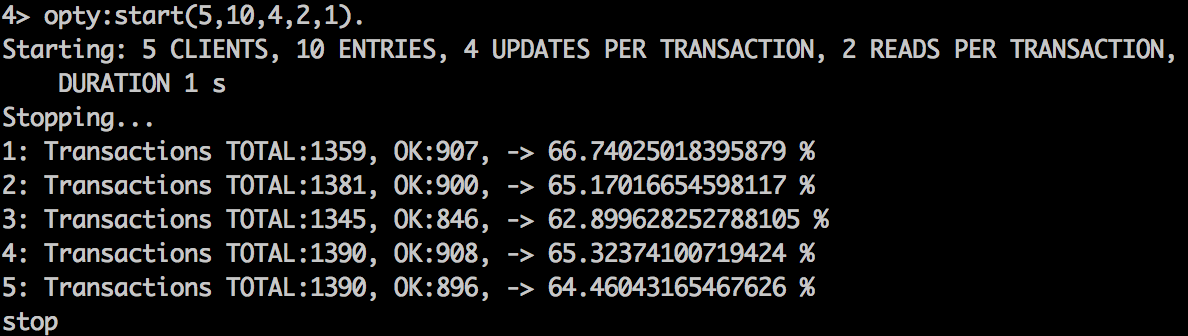 4> opty:start(5,10,4,2,1).
Starting: 5 CLIENTS, 10 ENTRIES, 4 UPDATES PER TRANSACTION, 2 READS PER TRANSACTION,
DURATION 1 s
Stopping...
1: Transactions TOTAL:1359, OK:907, -> 66.74025018395879 %
2: Transactions TOTAL:1381, OK:900, -> 65.17016654598117 %
3: Transactions TOTAL:1345, OK:846, -> 62.899628252788105 %
4: Transactions TOTAL:1390, OK:908, -> 65.32374100719424 %
5: Transactions TOTAL:1390, OK:896, -> 64.46043165467626 %
stop